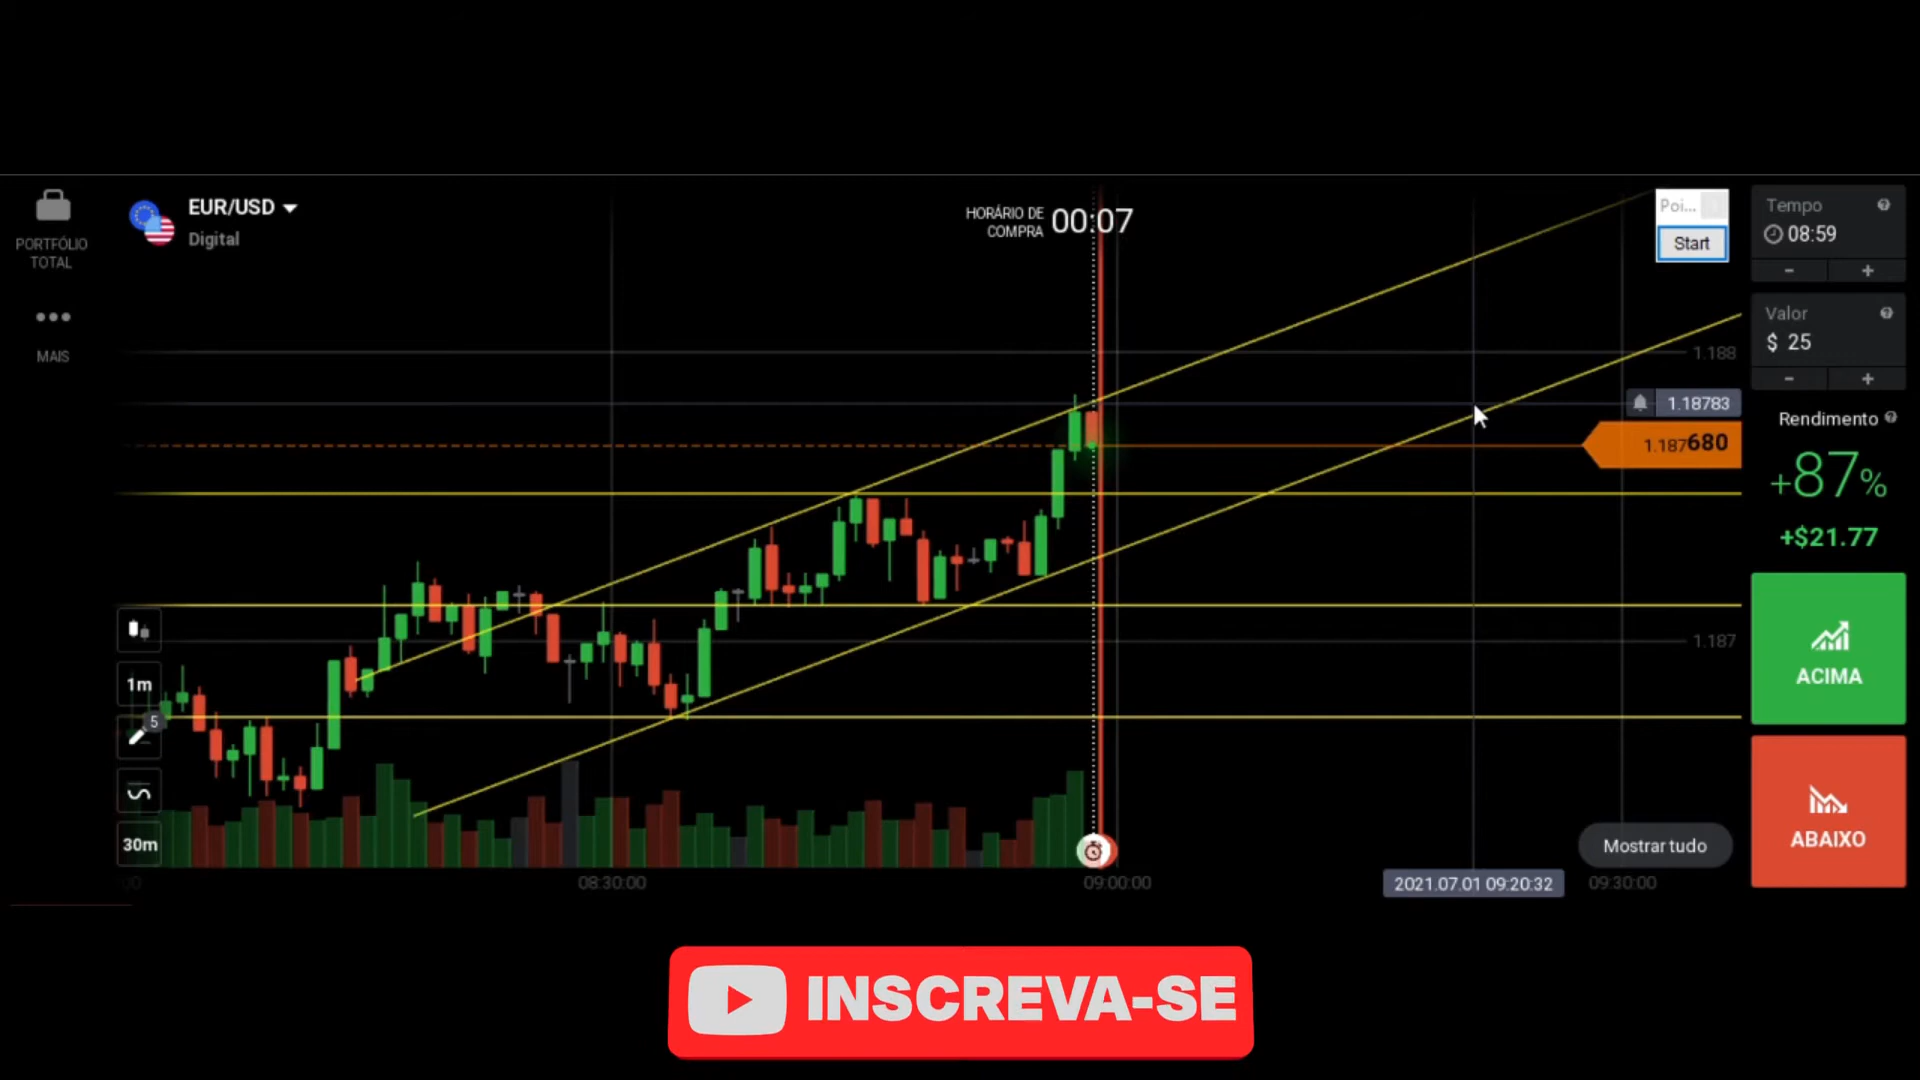 PORTFÓLIO
TOTAL
MAIS
EUR/USD
Digital
HORÁRIO DE
COMPRA
00:07
Poi...
Start
Tempo
08:59
- +
Valor
$ 25
- +
Rendimento
+87%
+$21.77
ACIMA
ABAIXO
1.188
1.18783
1.187680
1.187
1m
5
30m
Mostrar tudo
08:30:00
09:00:00
2021.07.01 09:20:32
09:30:00
INSCREVA-SE